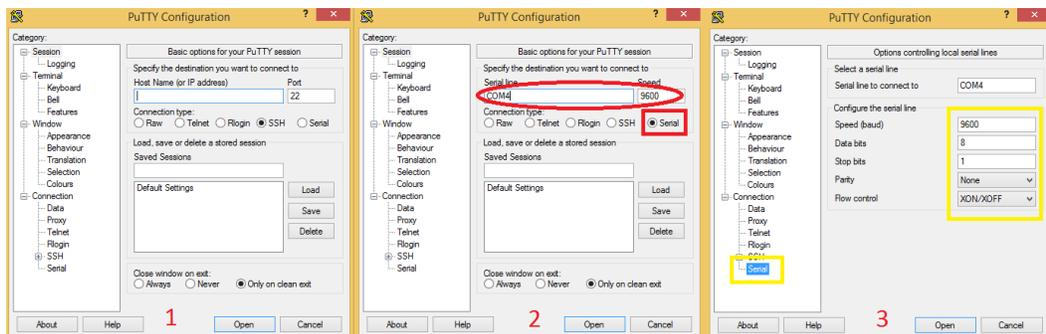 PuTTY Configuration
? ×
Category:
Session
Logging
Terminal
Keyboard
Bell
Features
Window
Appearance
Behaviour
Translation
Selection
Colours
Connection
Data
Proxy
Telnet
Rlogin
SSH
Serial
Basic options for your PuTTY session
Specify the destination you want to connect to
Host Name (or IP address) Port
22
Connection type:
Raw Telnet Rlogin SSH Serial
Load, save or delete a stored session
Saved Sessions
Default Settings
Load
Save
Delete
Close window on exit:
Always Never Only on clean exit
About Help 1 Open Cancel
PuTTY Configuration
? ×
Category:
Session
Logging
Terminal
Keyboard
Bell
Features
Window
Appearance
Behaviour
Translation
Selection
Colours
Connection
Data
Proxy
Telnet
Rlogin
SSH
Serial
Basic options for your PuTTY session
Specify the destination you want to connect to
Serial line Speed
COM4 9600
Connection type:
Raw Telnet Rlogin SSH Serial
Load, save or delete a stored session
Saved Sessions
Default Settings
Load
Save
Delete
Close window on exit:
Always Never Only on clean exit
About Help 2 Open Cancel
PuTTY Configuration
? ×
Category:
Session
Logging
Terminal
Keyboard
Bell
Features
Window
Appearance
Behaviour
Translation
Selection
Colours
Connection
Data
Proxy
Telnet
Rlogin
SSH
Serial
Options controlling local serial lines
Select a serial line
Serial line to connect to COM4
Configure the serial line
Speed (baud) 9600
Data bits 8
Stop bits 1
Parity None
Flow control XON/XOFF
About Help 3 Open Cancel